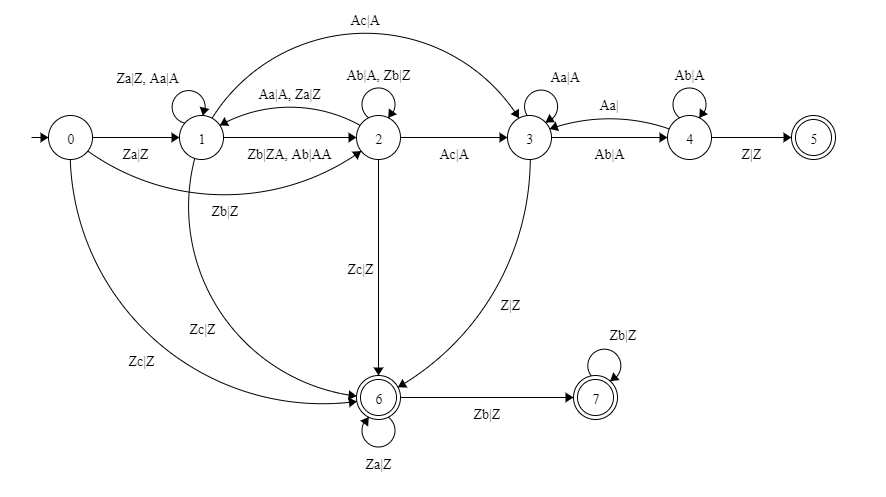 Ac|A
Za|Z, Aa|A
Aa|A, Za|Z
Ab|A, Zb|Z
Aa|A
Aa|
Ab|A
0
1
2
3
4
5
Za|Z
Zb|ZA, Ab|AA
Ac|A
Ab|A
Z|Z
Zb|Z
Zc|Z
Z|Z
Zc|Z
Zc|Z
Zb|Z
6
7
Zb|Z
Za|Z